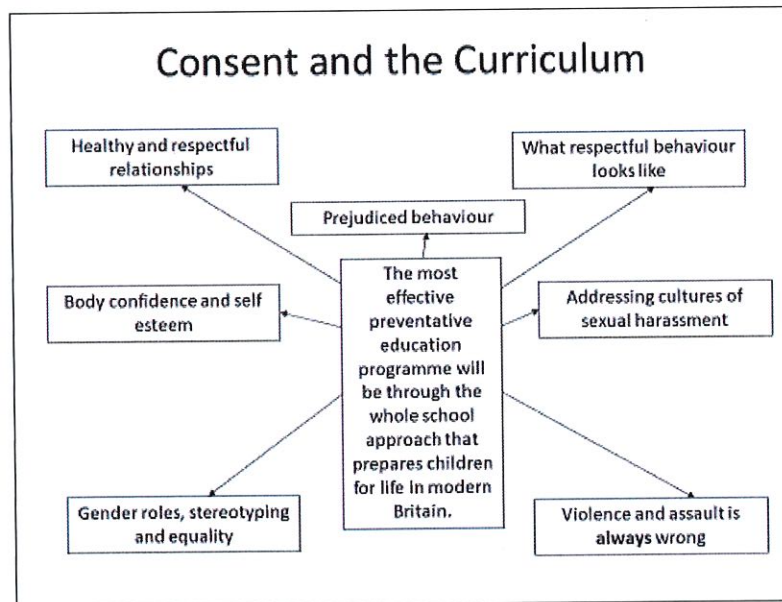 Consent and the Curriculum
Healthy and respectful
relationships
What respectful behaviour
looks like
Prejudiced behaviour
Body confidence and self
esteem
The most
effective
preventative
education
programme will
be through the
whole school
approach that
prepares children
for life in modern
Britain.
Addressing cultures of
sexual harassment
Gender roles, stereotyping
and equality
Violence and assault is
always wrong